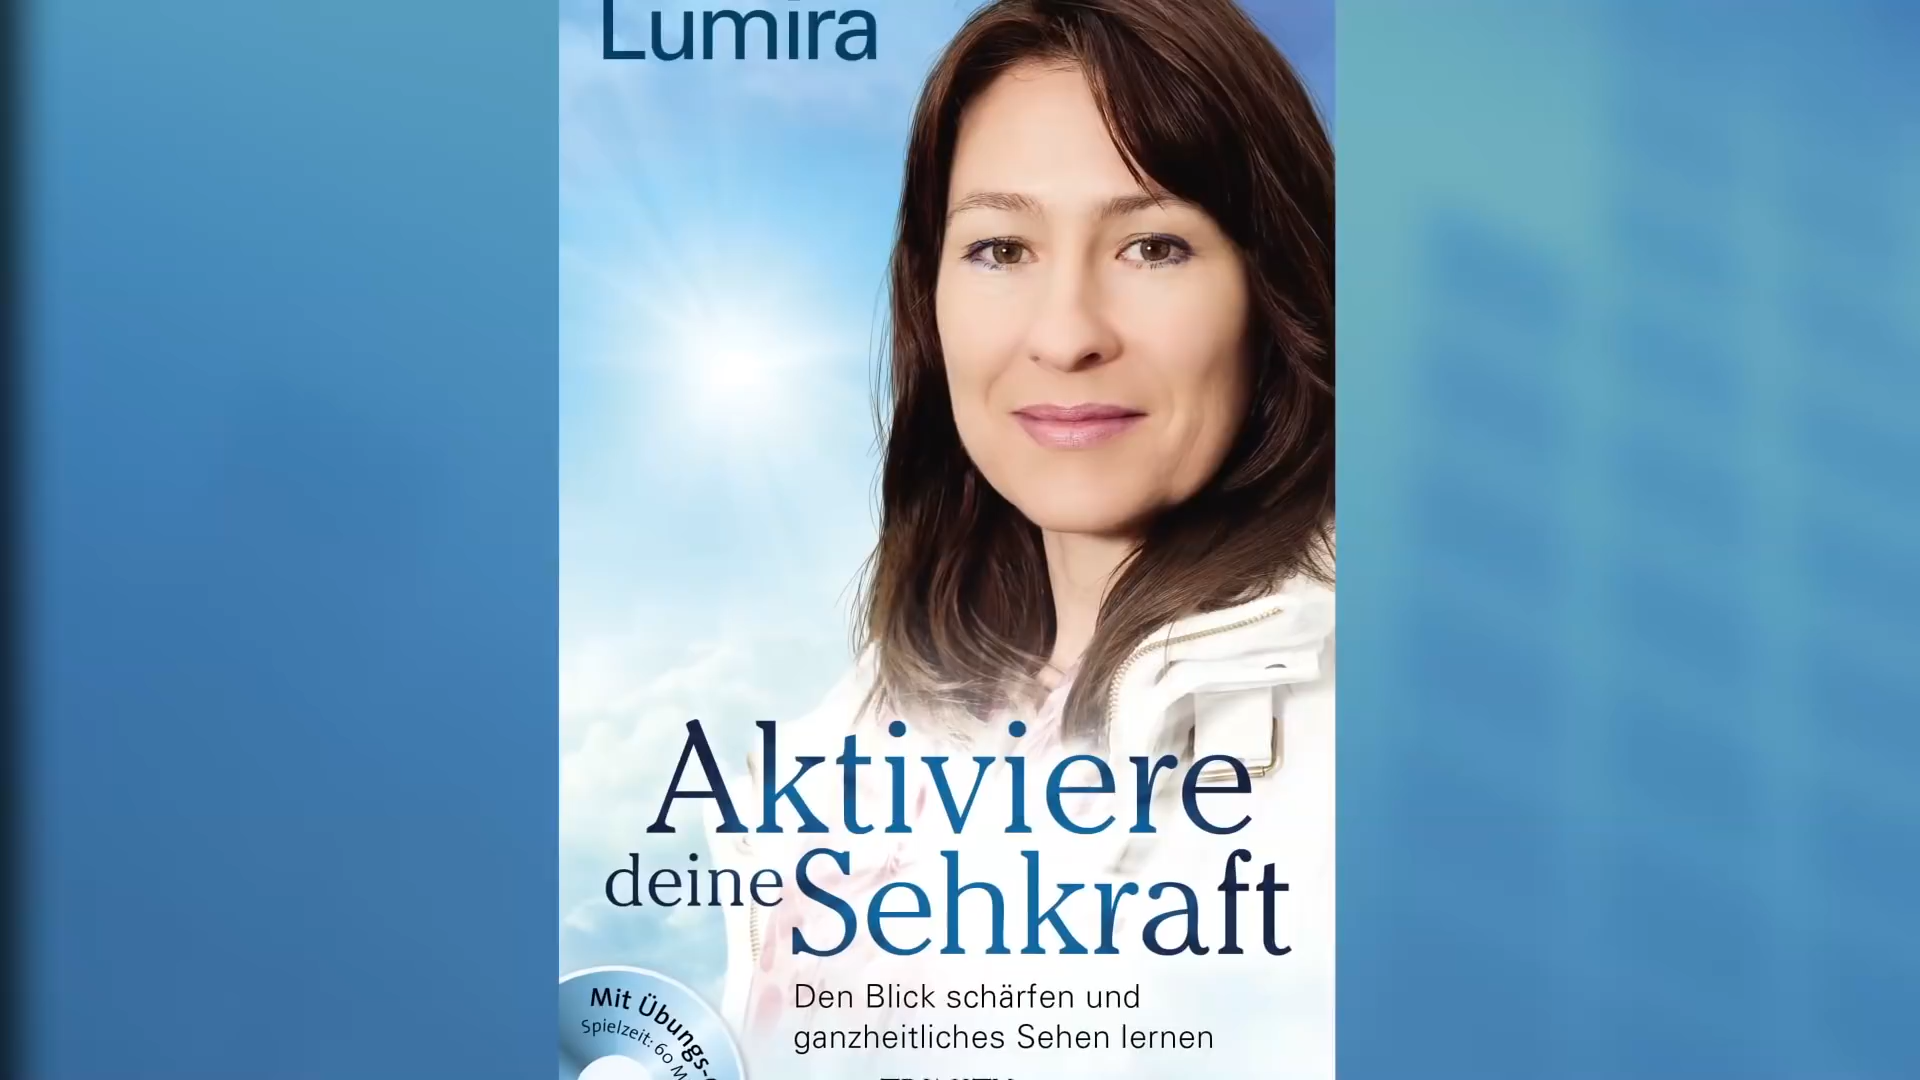 Lumira
Aktiviere
deine Sehkraft
Den Blick schärfen und
ganzheitliches Sehen lernen
Mit Übungs-
Spielzeit: 60